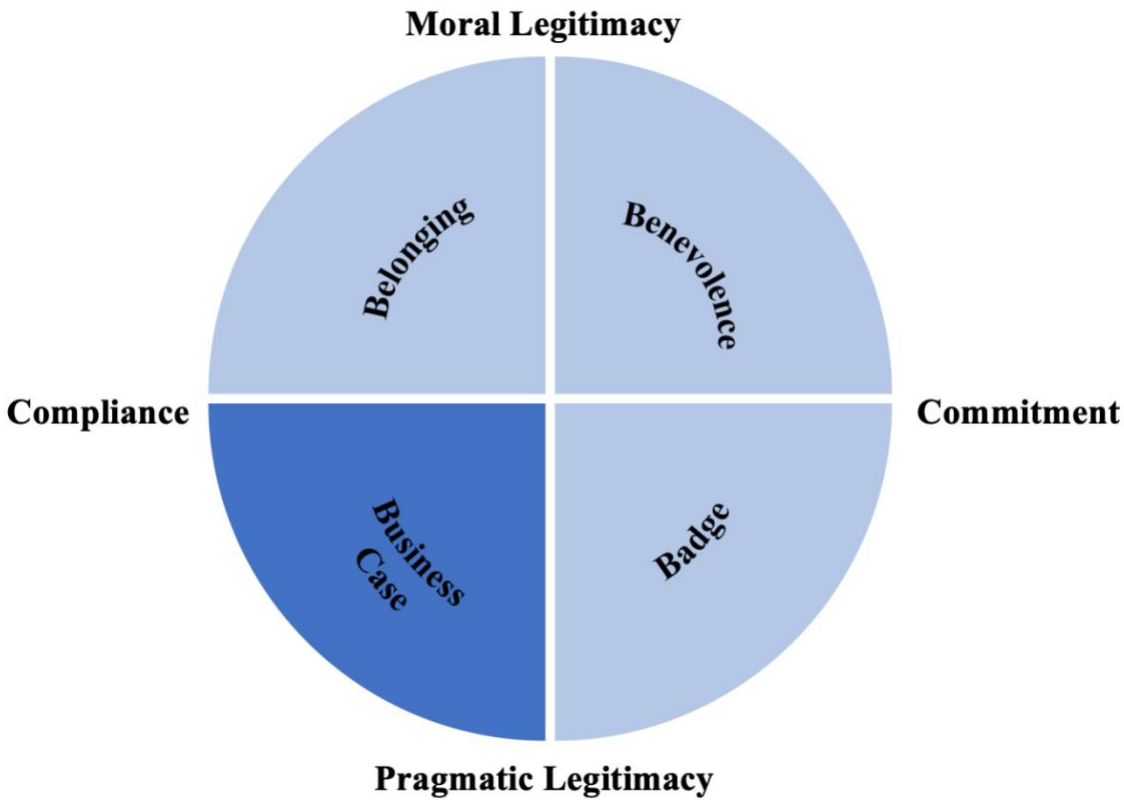 Moral Legitimacy
Belonging
Benevolence
Compliance
Commitment
Business
Case
Badge
Pragmatic Legitimacy